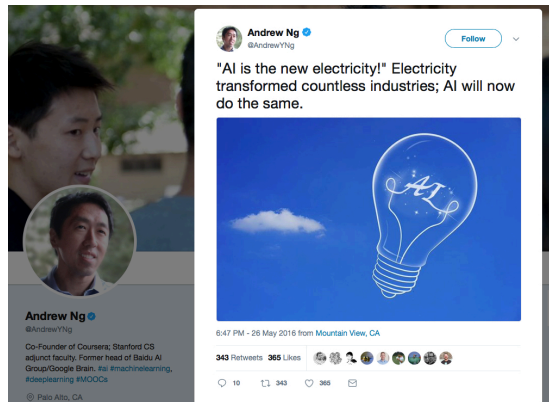 Andrew Ng
@AndrewYNg
Follow
"AI is the new electricity!" Electricity
transformed countless industries; AI will now
do the same.
AI
6:47 PM - 26 May 2016 from Mountain View, CA
343 Retweets 365 Likes
10 343 365
Andrew Ng
@AndrewYNg
Co-Founder of Coursera; Stanford CS
adjunct faculty. Former head of Baidu AI
Group/Google Brain. #ai #machinelearning,
#deeplearning #MOOCs
Palo Alto, CA